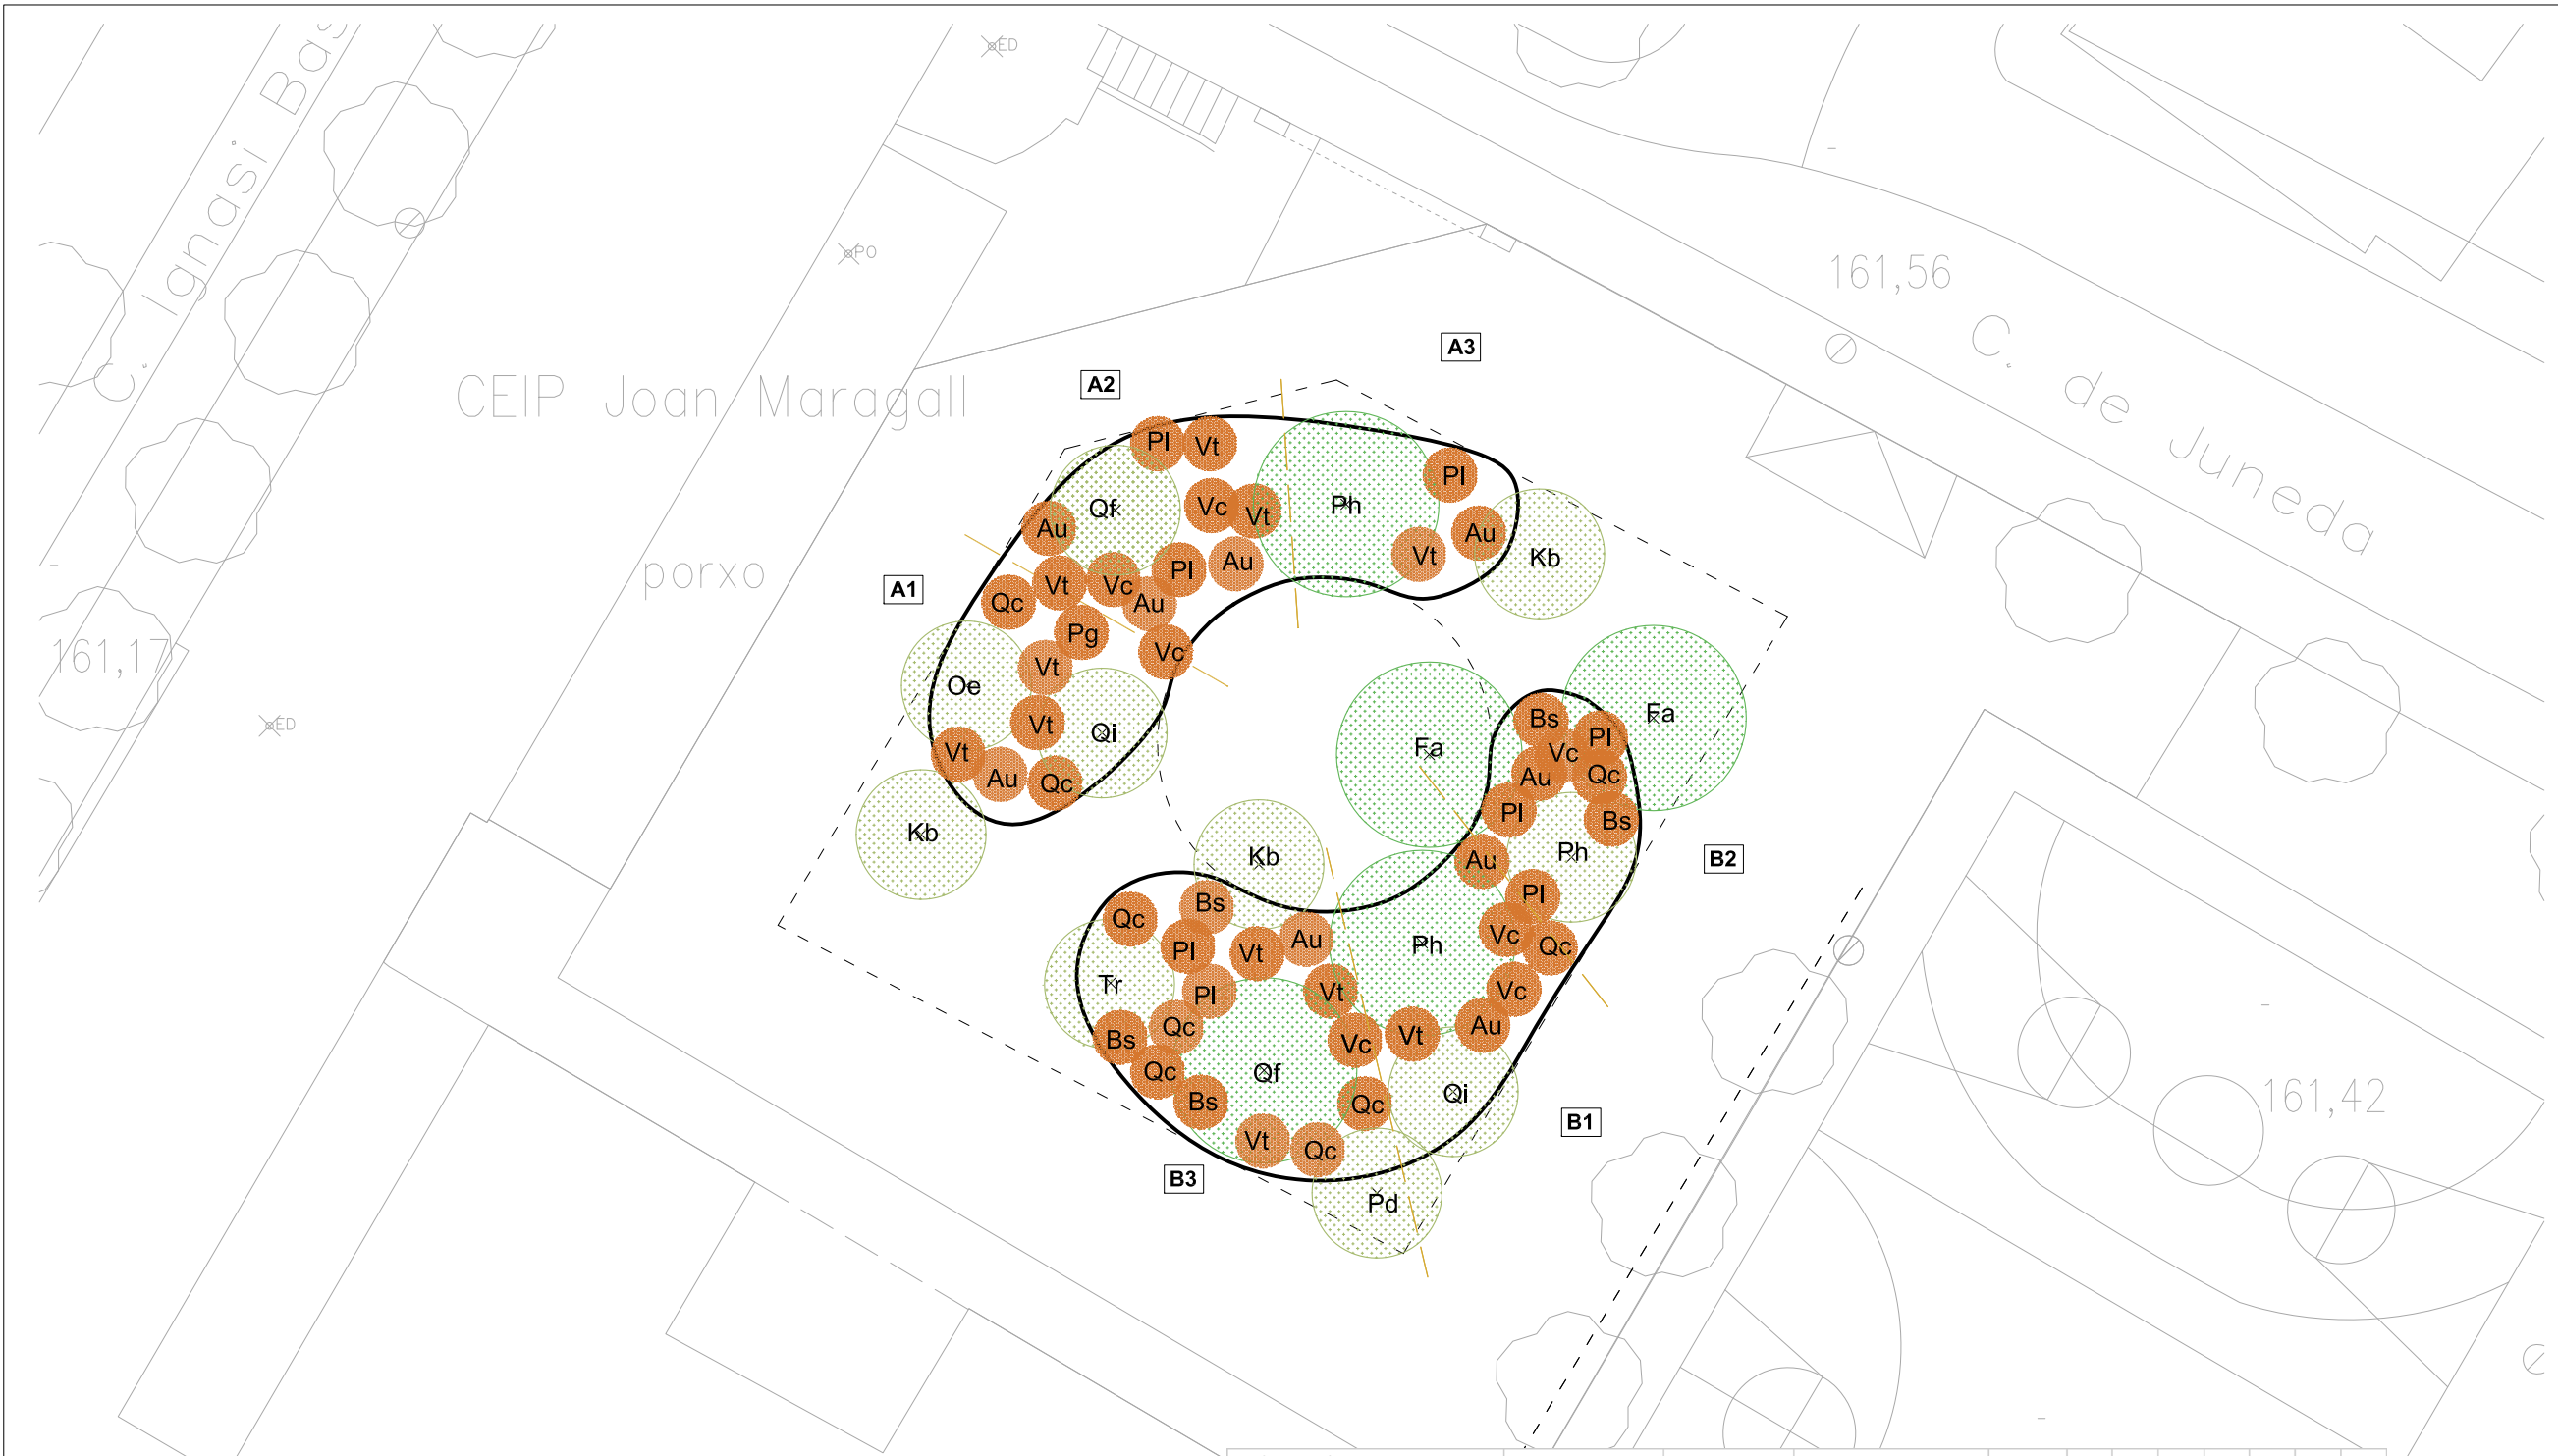 ED
C. Ignasi Bas
PO
161,56
C. de Juneda
CEIP Joan Maragall
porxo
161,17
ED
161,42
A3
A2
Pl Vt
Pl
Qf Vc Vt Ph
Au Au
Vt Kb
Pl Au
A1
Vt Vc
Qc Au
Pg
Vc
Vt
Oe
Vt Qi
Vt
Au Qc
Kb
Fa
Bs Pl
Fa Vc
Au Qc
Pl Bs
Ph
B2
Kb Au
Pl
Bs
Qc
Pl Vt Au Ph Vc Qc
Tr Pl Vt Vc
Bs Qc Vc Vt Au
Qc Qf
Bs Qc Qi
B1
Vt Qc
B3
Pd